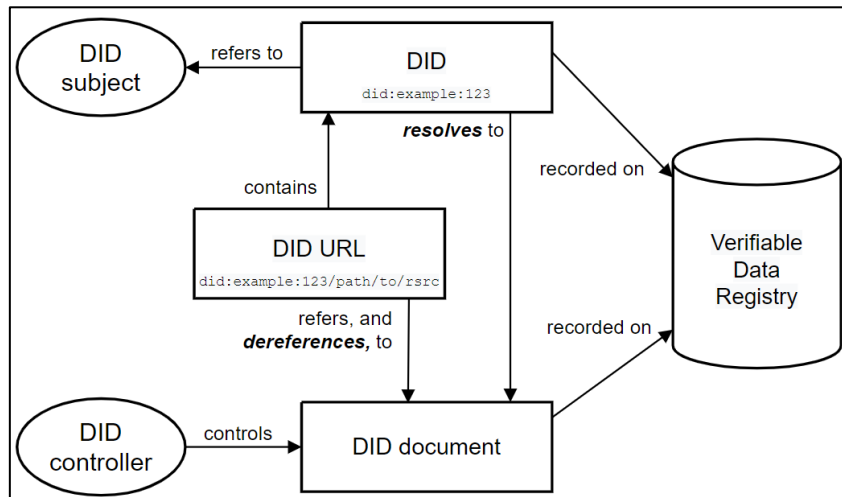 DID
subject
refers to
DID
did:example:123
resolves to
recorded on
contains
DID URL
did:example:123/path/to/rsrc
Verifiable
Data
Registry
refers, and
dereferences, to
recorded on
DID
controller
controls
DID document